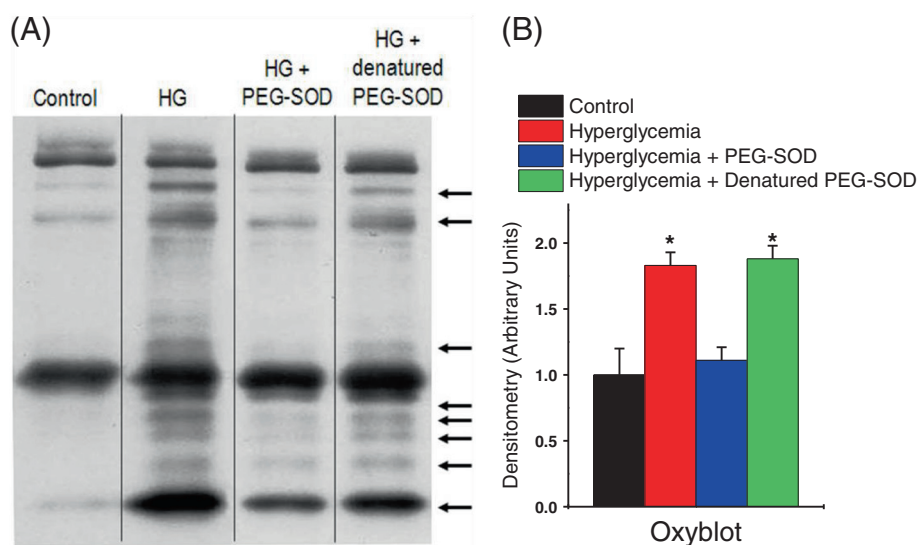 (A)
Control
HG
HG +
PEG-SOD
HG +
denatured
PEG-SOD
(B)
Control
Hyperglycemia
Hyperglycemia + PEG-SOD
Hyperglycemia + Denatured PEG-SOD
Densitometry (Arbitrary Units)
2.0
1.5
1.0
0.5
0.0
*
*
Oxyblot